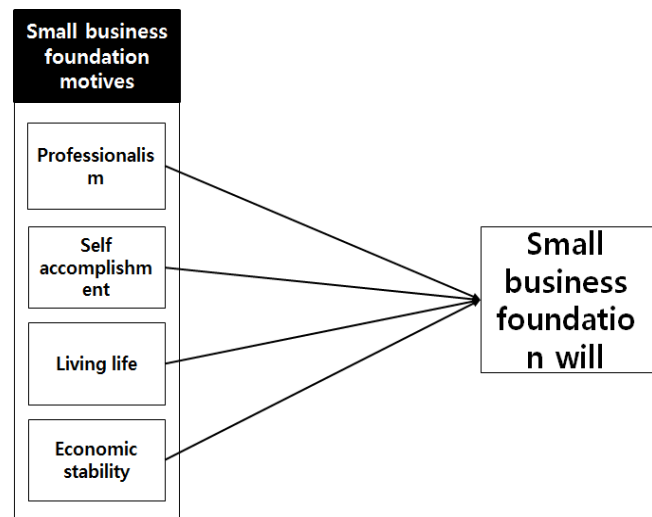 Small business
foundation
motives
Professionalis
m
Self
accomplishm
ent
Living life
Economic
stability
Small
business
foundatio
n will